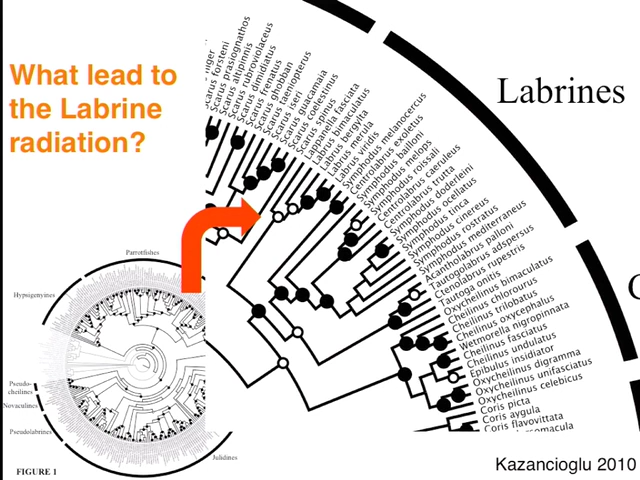 What lead to
the Labrine
radiation?
Labrines
Scarus forsteni
Scarus prasiognathos
Scarus altipinnis
Scarus rubroviolaceus
Scarus dimidiatus
Scarus frenatus
Scarus ghobban
Scarus taeniopterus
Scarus iseri
Scarus guacamaia
Scarus coelestinus
Scarus spinus
Lappanella fasciata
Labrus bimaculatus
Labrus bergylta
Labrus merula
Labrus viridis
Symphodus melanocercus
Centrolabrus exoletus
Symphodus bailloni
Symphodus melops
Symphodus roissali
Centrolabrus caeruleus
Centrolabrus trutta
Symphodus doderleini
Symphodus ocellatus
Symphodus tinca
Symphodus cinereus
Symphodus rostratus
Symphodus mediterraneus
Acantholabrus palloni
Tautogolabrus adspersus
Ctenolabrus rupestris
Tautoga onitis
Oxycheilinus bimaculatus
Cheilinus chlorourus
Cheilinus trilobatus
Cheilinus oxycephalus
Wetmorella nigropinnata
Cheilinus fasciatus
Cheilinus undulatus
Epibulus insidiator
Oxycheilinus digramma
Oxycheilinus unifasciatus
Oxycheilinus celebicus
Coris picta
Coris aygula
Coris flavovittata
Parrotfishes
Hypsigenyines
Pseudo-
cheilines
Novaculines
Pseudolabrines
Julidines
FIGURE 1
Kazancioglu 2010